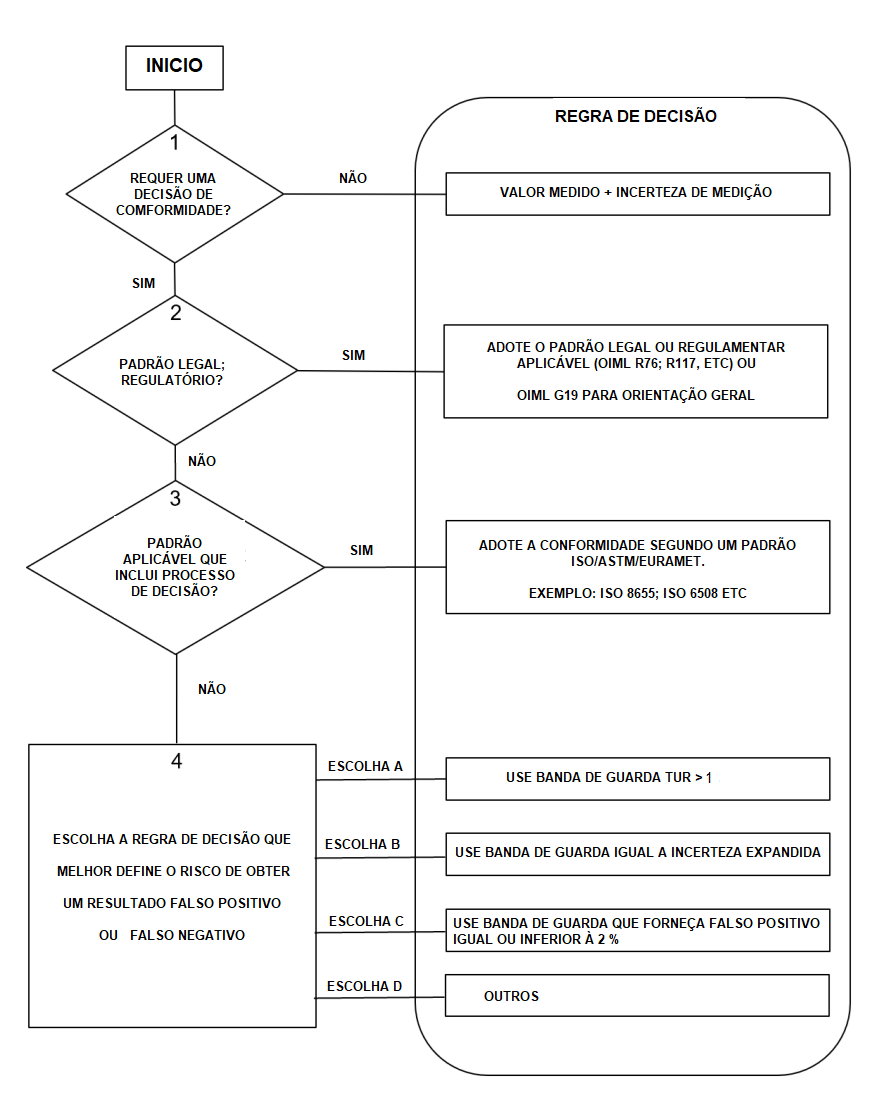 INICIO
REGRA DE DECISÃO
1
REQUER UMA
DECISÃO DE
COMFORMIDADE?
NÃO
VALOR MEDIDO + INCERTEZA DE MEDIÇÃO
SIM
2
PADRÃO LEGAL;
REGULATÓRIO?
SIM
ADOTE O PADRÃO LEGAL OU REGULAMENTAR
APLICÁVEL (OIML R76; R117, ETC) OU
OIML G19 PARA ORIENTAÇÃO GERAL
NÃO
3
PADRÃO
APLICÁVEL QUE
INCLUI PROCESSO
DE DECISÃO?
SIM
ADOTE A CONFORMIDADE SEGUNDO UM PADRÃO
ISO/ASTM/EURAMET.
EXEMPLO: ISO 8655; ISO 6508 ETC
NÃO
4
ESCOLHA A REGRA DE DECISÃO QUE
MELHOR DEFINE O RISCO DE OBTER
UM RESULTADO FALSO POSITIVO
OU FALSO NEGATIVO
ESCOLHA A
USE BANDA DE GUARDA TUR > 1
ESCOLHA B
USE BANDA DE GUARDA IGUAL A INCERTEZA EXPANDIDA
ESCOLHA C
USE BANDA DE GUARDA QUE FORNEÇA FALSO POSITIVO
IGUAL OU INFERIOR À 2 %
ESCOLHA D
OUTROS